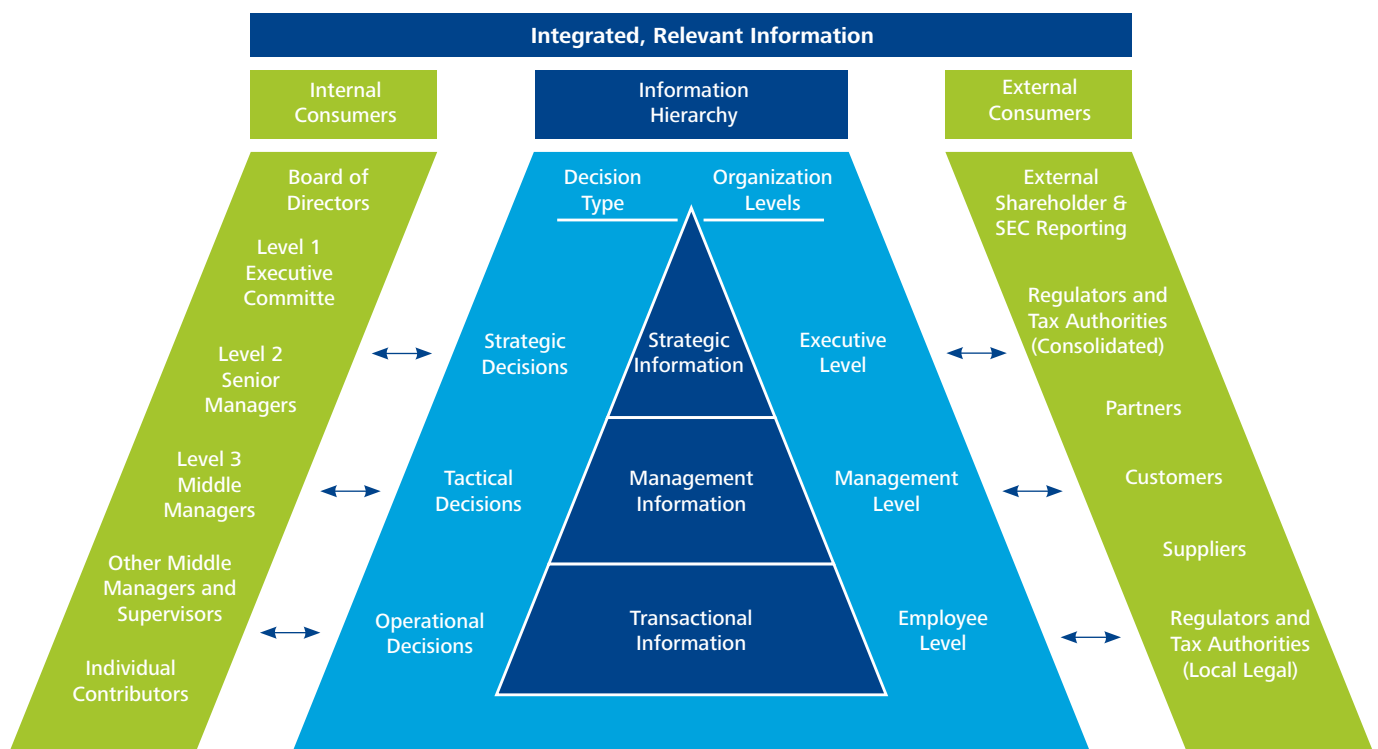 Integrated, Relevant Information
Internal
Consumers
Information
Hierarchy
External
Consumers
Board of
Directors
Level 1
Executive
Committe
Level 2
Senior
Managers
Level 3
Middle
Managers
Other Middle
Managers and
Supervisors
Individual
Contributors
Decision
Type
Organization
Levels
Strategic
Decisions
Strategic
Information
Executive
Level
Tactical
Decisions
Management
Information
Management
Level
Operational
Decisions
Transactional
Information
Employee
Level
External
Shareholder &
SEC Reporting
Regulators and
Tax Authorities
(Consolidated)
Partners
Customers
Suppliers
Regulators and
Tax Authorities
(Local Legal)